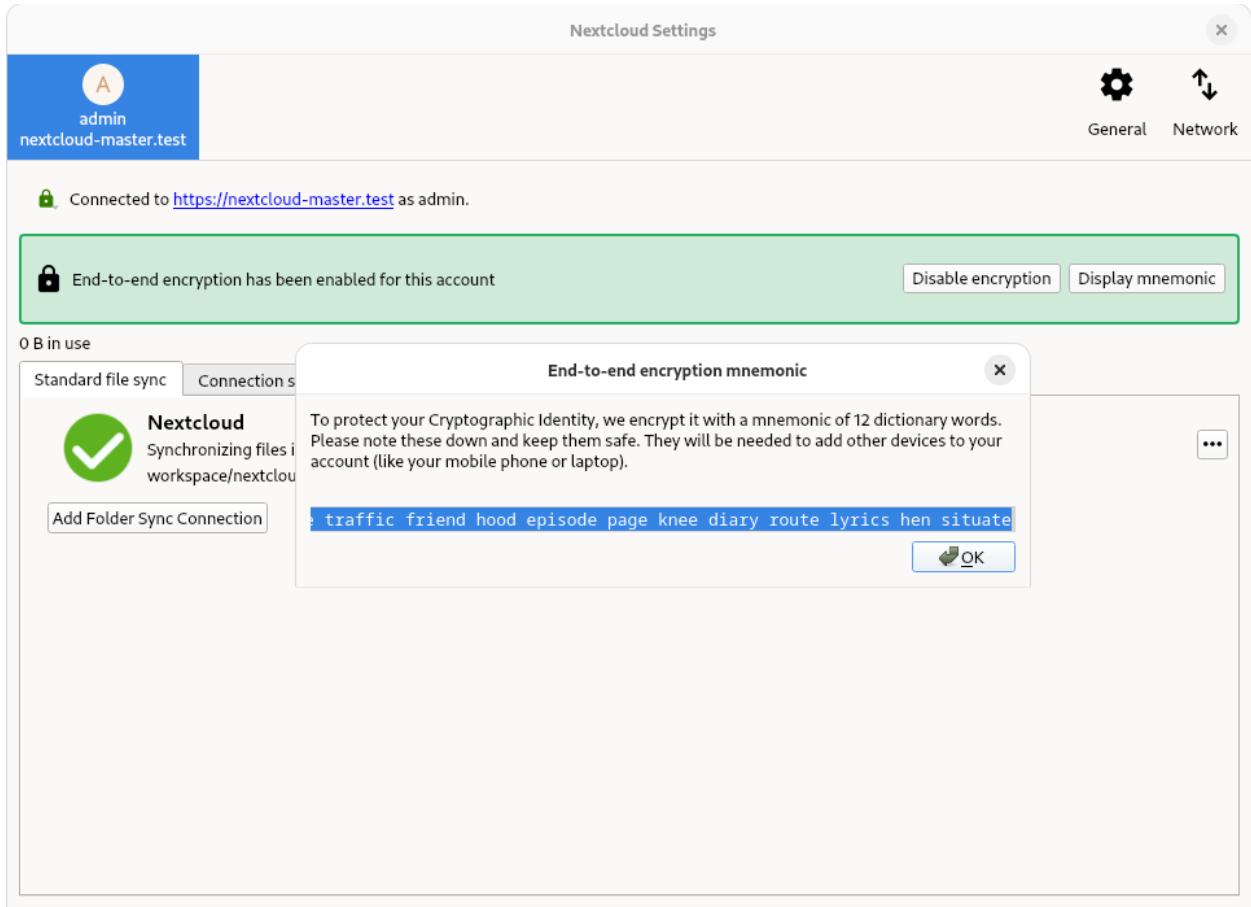 Nextcloud Settings
A
admin
nextcloud-master.test
General
Network
Connected to https://nextcloud-master.test as admin.
End-to-end encryption has been enabled for this account
Disable encryption
Display mnemonic
0 B in use
Standard file sync
Connection s
Nextcloud
Synchronizing files i
workspace/nextclou
Add Folder Sync Connection
End-to-end encryption mnemonic
To protect your Cryptographic Identity, we encrypt it with a mnemonic of 12 dictionary words.
Please note these down and keep them safe. They will be needed to add other devices to your
account (like your mobile phone or laptop).
traffic friend hood episode page knee diary route lyrics hen situate
OK